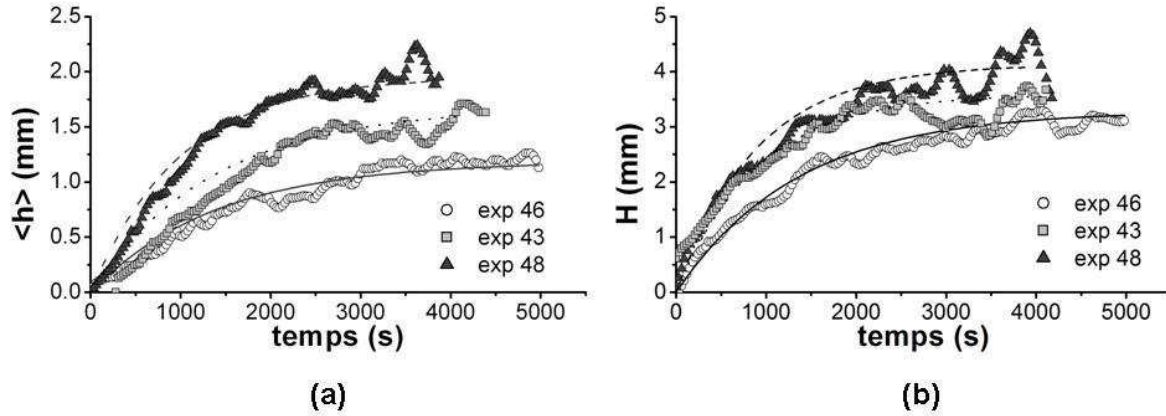 2.5
2.0
1.5
1.0
0.5
0.0
<h> (mm)
exp 46
exp 43
exp 48
0 1000 2000 3000 4000 5000
temps (s)
(a)
5
4
3
2
1
0
H (mm)
exp 46
exp 43
exp 48
0 1000 2000 3000 4000 5000
temps (s)
(b)